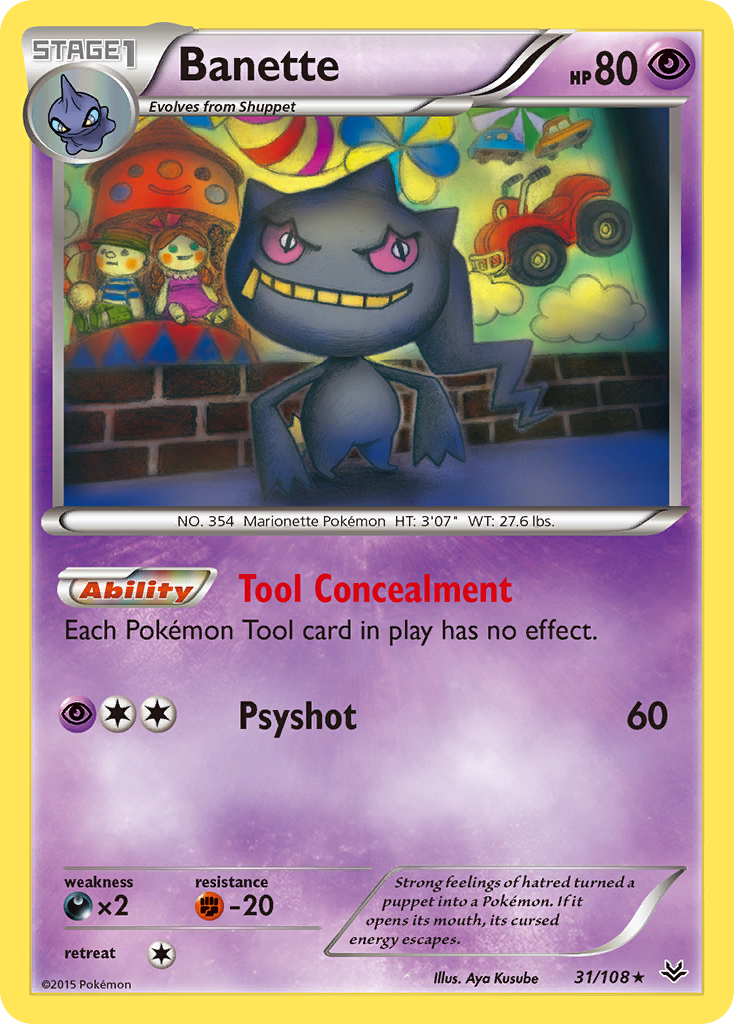 STAGE1
Banette
HP80
Evolves from Shuppet
NO. 354 Marionette Pokémon HT: 3'07" WT: 27.6 lbs.
Ability Tool Concealment
Each Pokémon Tool card in play has no effect.
Psyshot 60
weakness resistance
×2 -20
retreat
Strong feelings of hatred turned a
puppet into a Pokémon. If it
opens its mouth, its cursed
energy escapes.
©2015 Pokémon
Illus. Aya Kusube
31/108★